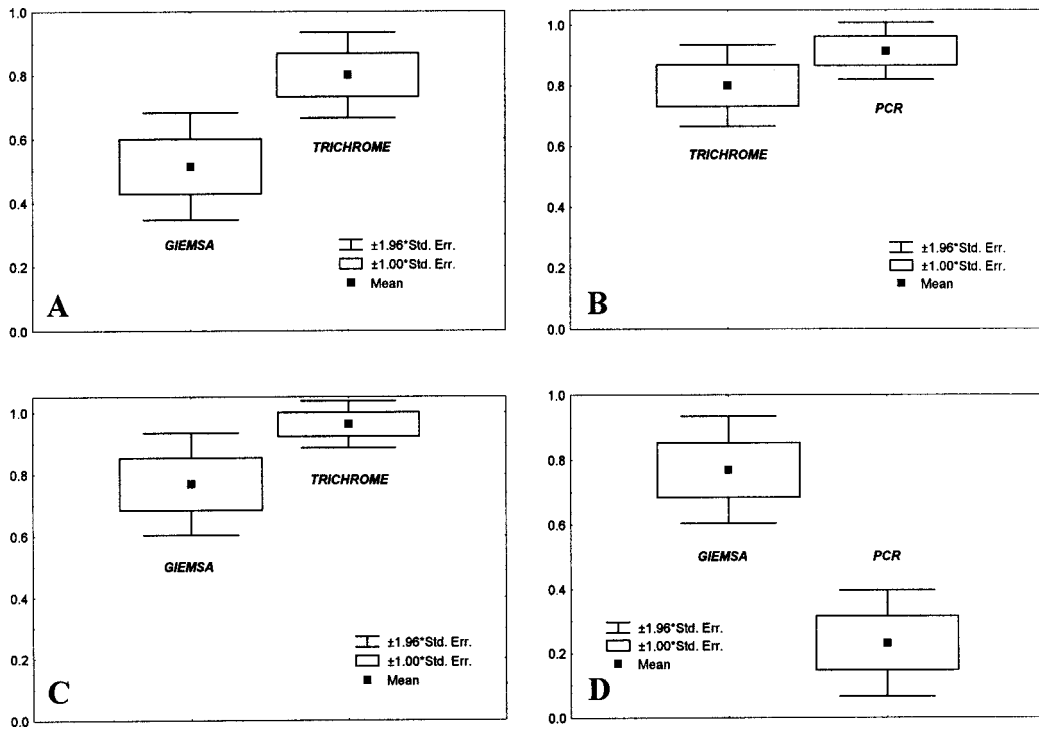 1.0
0.8
0.6
0.4
0.2
0.0
TRICHROME
GIEMSA
±1.96*Std. Err.
±1.00*Std. Err.
Mean
A
1.0
0.8
0.6
0.4
0.2
0.0
PCR
TRICHROME
±1.96*Std. Err.
±1.00*Std. Err.
Mean
B
1.0
0.8
0.6
0.4
0.2
0.0
TRICHROME
GIEMSA
±1.96*Std. Err.
±1.00*Std. Err.
Mean
C
1.0
0.8
0.6
0.4
0.2
0.0
GIEMSA
PCR
±1.96*Std. Err.
±1.00*Std. Err.
Mean
D